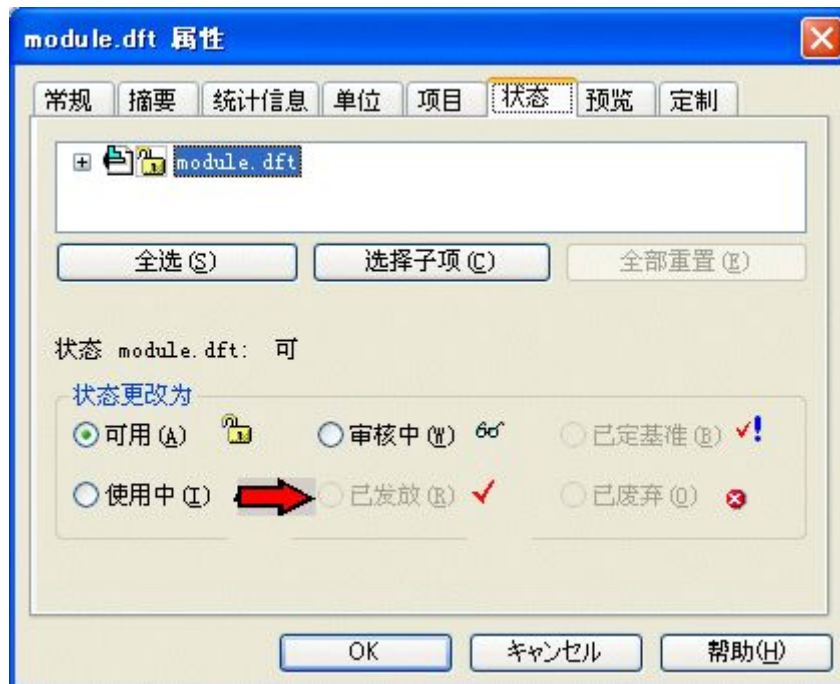 module.dft 属性
常规 摘要 统计信息 单位 项目 状态 预览 定制
module.dft
全选(S) 选择子项(C) 全部重置(E)
状态 module.dft: 可
状态更改为
可用(A) 审核中(W) 已定基准(B)
使用中(I) 已发放(R) 已废弃(O)
OK キャンセル 帮助(H)